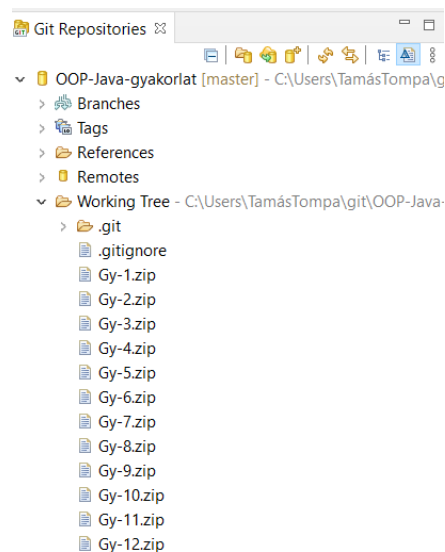 Git Repositories
OOP-Java-gyakorlat [master] - C:\Users\TamásTompa\g
Branches
Tags
References
Remotes
Working Tree - C:\Users\TamásTompa\git\OOP-Java-
.git
.gitignore
Gy-1.zip
Gy-2.zip
Gy-3.zip
Gy-4.zip
Gy-5.zip
Gy-6.zip
Gy-7.zip
Gy-8.zip
Gy-9.zip
Gy-10.zip
Gy-11.zip
Gy-12.zip